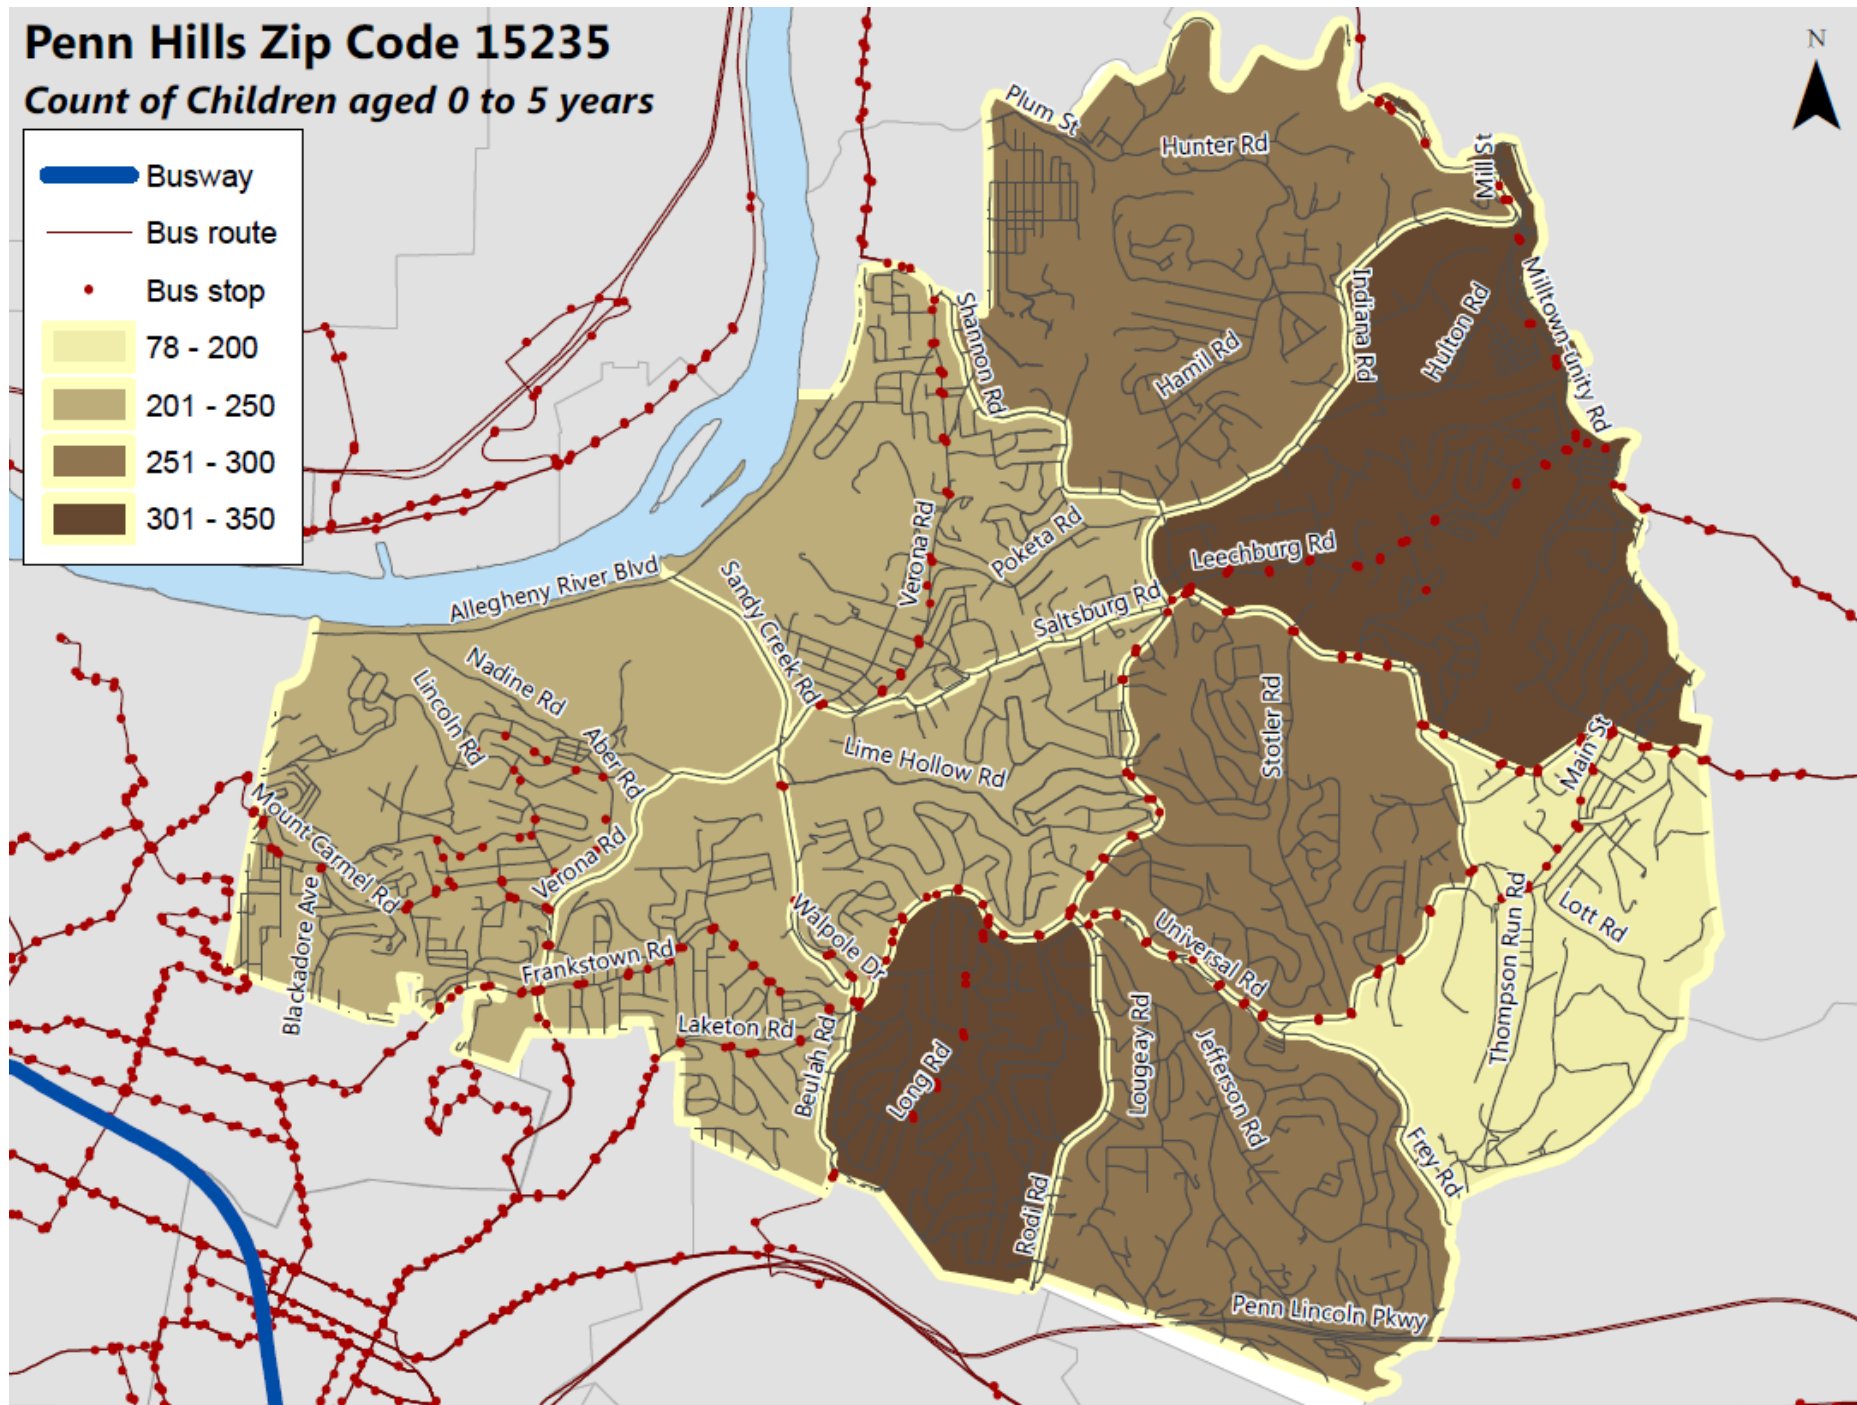 Penn Hills Zip Code 15235
Count of Children aged 0 to 5 years
N
Busway
Bus route
Bus stop
78 - 200
201 - 250
251 - 300
301 - 350
Plum St
Hunter Rd
Mill St
Shannon Rd
Hamil Rd
Indiana Rd
Hulton Rd
Milltown-unity Rd
Verona Rd
Poketa Rd
Leechburg Rd
Allegheny River Blvd
Sandy Creek Rd
Saltsburg Rd
Nadine Rd
Lincoln Rd
Aber Rd
Lime Hollow Rd
Stotler Rd
Main St
Mount Carmel Rd
Verona Rd
Blackadore Ave
Frankstown Rd
Walpole Dr
Universal Rd
Thompson Run Rd
Lott Rd
Laketon Rd
Beulah Rd
Long Rd
Lougeay Rd
Jefferson Rd
Rodi Rd
Frey Rd
Penn Lincoln Pkwy